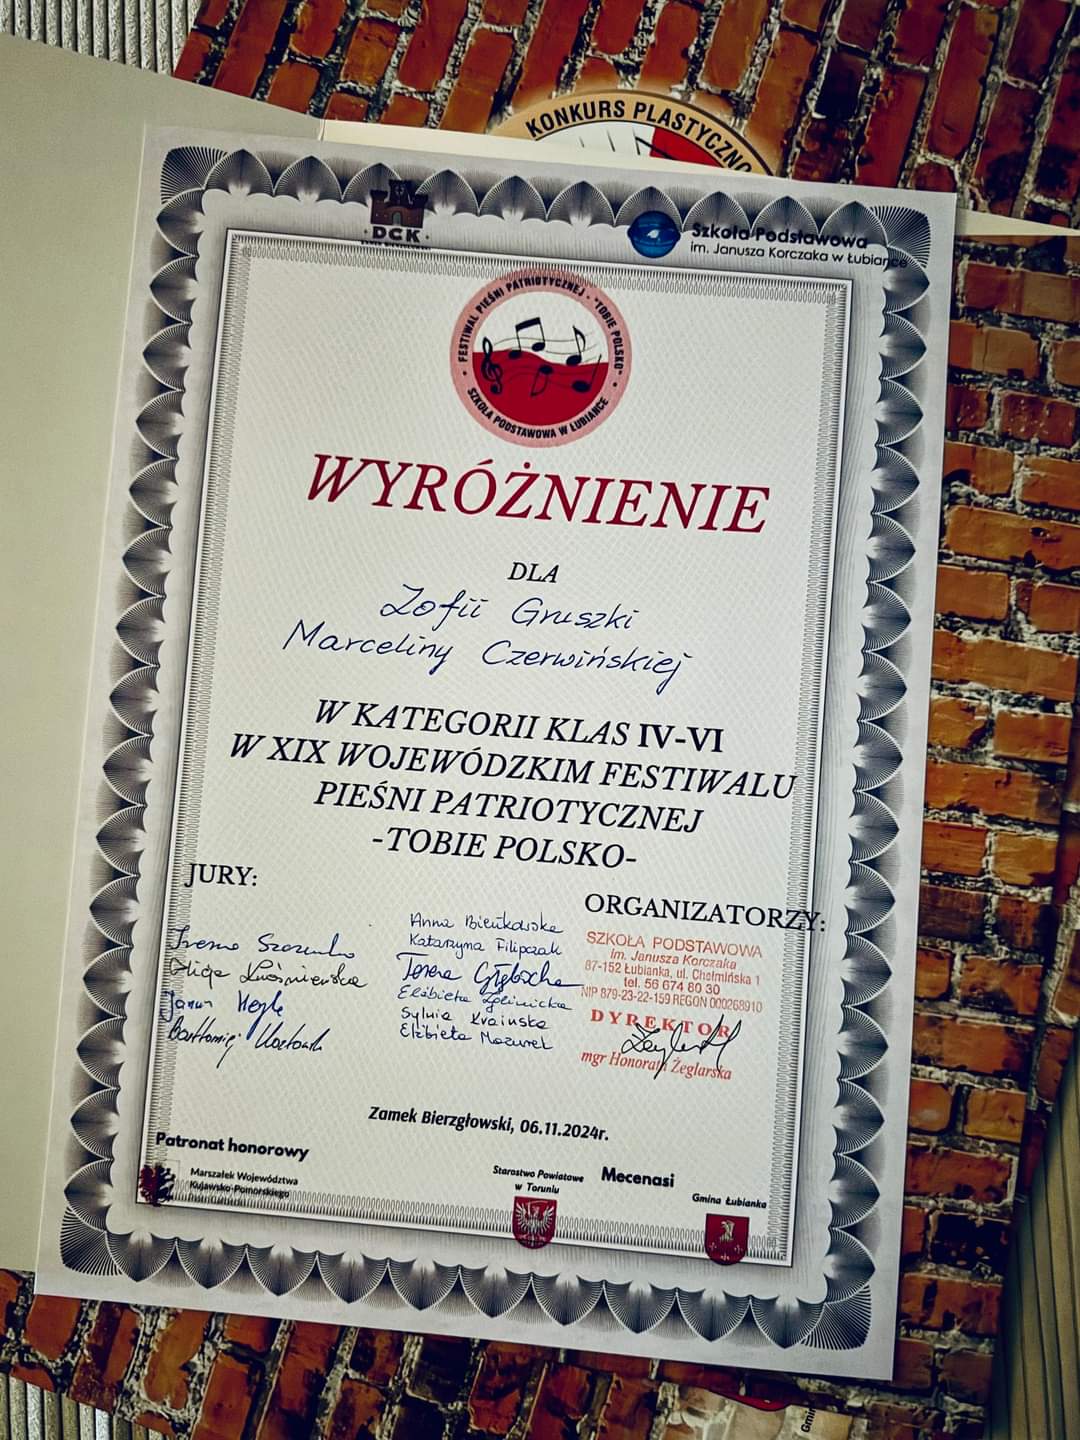 KONKURS PLASTYCZNO
DCK
Szkoła Podstawowa
im. Janusza Korczaka w Łubiance
FESTIWAL PIEŚNI PATRIOTYCZNEJ - "TOBIE POLSKO"
SZKOŁA PODSTAWOWA W ŁUBIANCE
WYRÓŻNIENIE
DLA
Zofii Gruszki
Marceliny Czerwińskiej
W KATEGORII KLAS IV-VI
W XIX WOJEWÓDZKIM FESTIWALU
PIEŚNI PATRIOTYCZNEJ
-TOBIE POLSKO-
JURY:
Anna Bieńkowska
Katarzyna Filipczak
Teresa
Elżbieta
Sylwia Kraińska
Elżbieta Mazurek
Bartłomiej
ORGANIZATORZY:
SZKOŁA PODSTAWOWA
im. Janusza Korczaka
87-152 Łubianka, ul. Chełmińska 1
tel. 56 674 80 30
NIP 879-23-22-159 REGON 000268910
DYREKTOR
mgr Honorata Żeglarska
Zamek Bierzgłowski, 06.11.2024r.
Patronat honorowy
Marszałek Województwa
Kujawsko-Pomorskiego
Starostwo Powiatowe
w Toruniu
Mecenasi
Gmina Łubianka